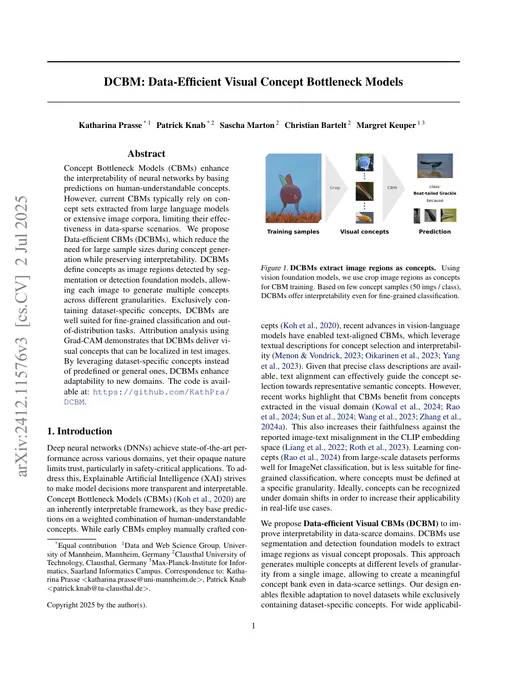 DCBM: Data-Efficient Visual Concept Bottleneck Models
Katharina Prasse * 1 Patrick Knab * 2 Sascha Marton 2 Christian Bartelt 2 Margret Keuper 1 3
Abstract
Concept Bottleneck Models (CBMs) enhance
the interpretability of neural networks by basing
predictions on human-understandable concepts.
However, current CBMs typically rely on con-
cept sets extracted from large language models
or extensive image corpora, limiting their effec-
tiveness in data-sparse scenarios. We propose
Data-efficient CBMs (DCBMs), which reduce the
need for large sample sizes during concept gener-
ation while preserving interpretability. DCBMs
define concepts as image regions detected by seg-
mentation or detection foundation models, allow-
ing each image to generate multiple concepts
across different granularities. Exclusively con-
taining dataset-specific concepts, DCBMs are
well suited for fine-grained classification and out-
of-distribution tasks. Attribution analysis using
Grad-CAM demonstrates that DCBMs deliver vi-
sual concepts that can be localized in test images.
By leveraging dataset-specific concepts instead
of predefined or general ones, DCBMs enhance
adaptability to new domains. The code is avail-
able at: https://github.com/KathPra/
DCBM.
1. Introduction
Deep neural networks (DNNs) achieve state-of-the-art per-
formance across various domains, yet their opaque nature
limits trust, particularly in safety-critical applications. To ad-
dress this, Explainable Artificial Intelligence (XAI) strives
to make model decisions more transparent and interpretable.
Concept Bottleneck Models (CBMs) (Koh et al., 2020) are
an inherently interpretable framework, as they base predic-
tions on a weighted combination of human-understandable
concepts. While early CBMs employ manually crafted con-
*Equal contribution 1Data and Web Science Group, Univer-
sity of Mannheim, Mannheim, Germany 2Clausthal University of
Technology, Clausthal, Germany 3Max-Planck-Institute for Infor-
matics, Saarland Informatics Campus. Correspondence to: Katha-
rina Prasse <katharina.prasse@uni-mannheim.de>, Patrick Knab
<patrick.knab@tu-clausthal.de>.
Copyright 2025 by the author(s).
Crop
CBM
class
Boat-tailed Grackle
because
Training samples
Visual concepts
Prediction
Figure 1. DCBMs extract image regions as concepts. Using
vision foundation models, we use crop image regions as concepts
for CBM training. Based on few concept samples (50 imgs / class),
DCBMs offer interpretability even for fine-grained classification.
cepts (Koh et al., 2020), recent advances in vision-language
models have enabled text-aligned CBMs, which leverage
textual descriptions for concept selection and interpretabil-
ity (Menon & Vondrick, 2023; Oikarinen et al., 2023; Yang
et al., 2023). Given that precise class descriptions are avail-
able, text alignment can effectively guide the concept se-
lection towards representative semantic concepts. However,
recent works highlight that CBMs benefit from concepts
extracted in the visual domain (Kowal et al., 2024; Rao
et al., 2024; Sun et al., 2024; Wang et al., 2023; Zhang et al.,
2024a). This also increases their faithfulness against the
reported image-text misalignment in the CLIP embedding
space (Liang et al., 2022; Roth et al., 2023). Learning con-
cepts (Rao et al., 2024) from large-scale datasets performs
well for ImageNet classification, but is less suitable for fine-
grained classification, where concepts must be defined at
a specific granularity. Ideally, concepts can be recognized
under domain shifts in order to increase their applicability
in real-life use cases.
We propose Data-efficient Visual CBMs (DCBM) to im-
prove interpretability in data-scarce domains. DCBMs use
segmentation and detection foundation models to extract
image regions as visual concept proposals. This approach
generates multiple concepts at different levels of granular-
ity from a single image, allowing to create a meaningful
concept bank even in data-scarce settings. Our design en-
ables flexible adaptation to novel datasets while exclusively
containing dataset-specific concepts. For wide applicabil-
1
arXiv:2412.11576v3 [cs.CV] 2 Jul 2025